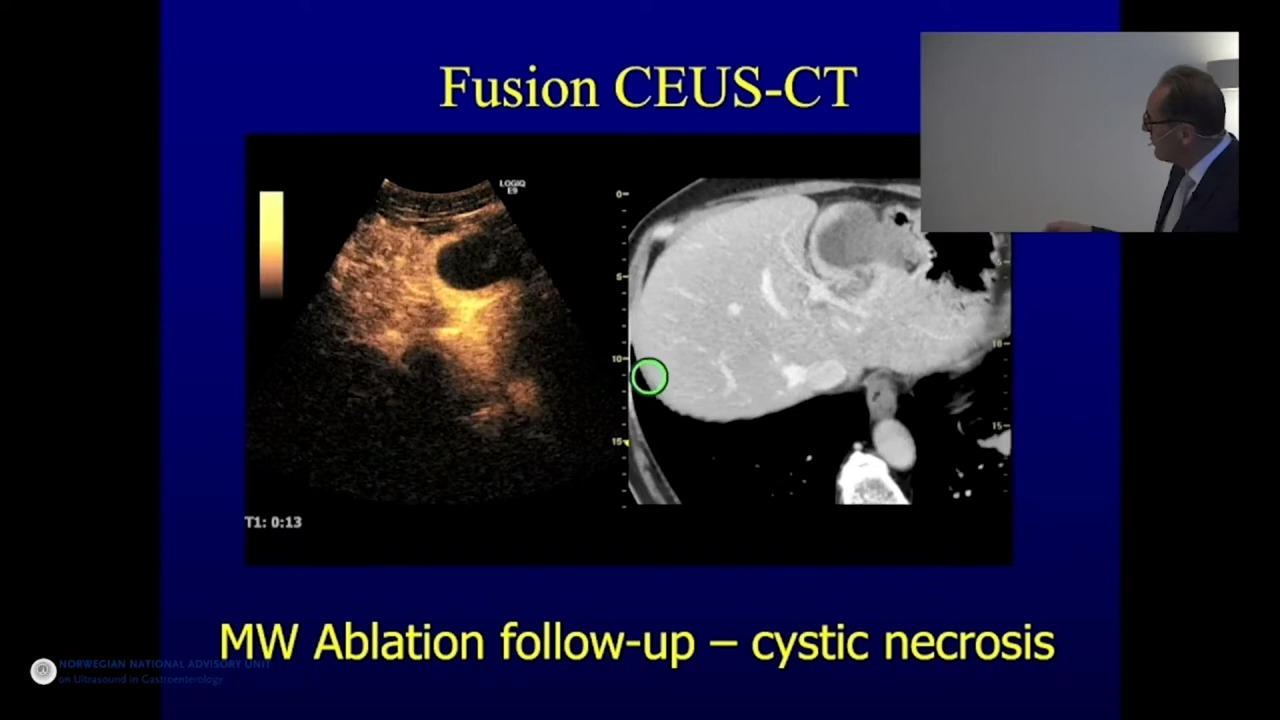 Fusion CEUS-CT
LOGIQ
E9
0
5
10
15
10
15
T1: 0:13
MW Ablation follow-up – cystic necrosis
NORWEGIAN NATIONAL ADVISORY UNIT
on Ultrasound in Gastroenterology